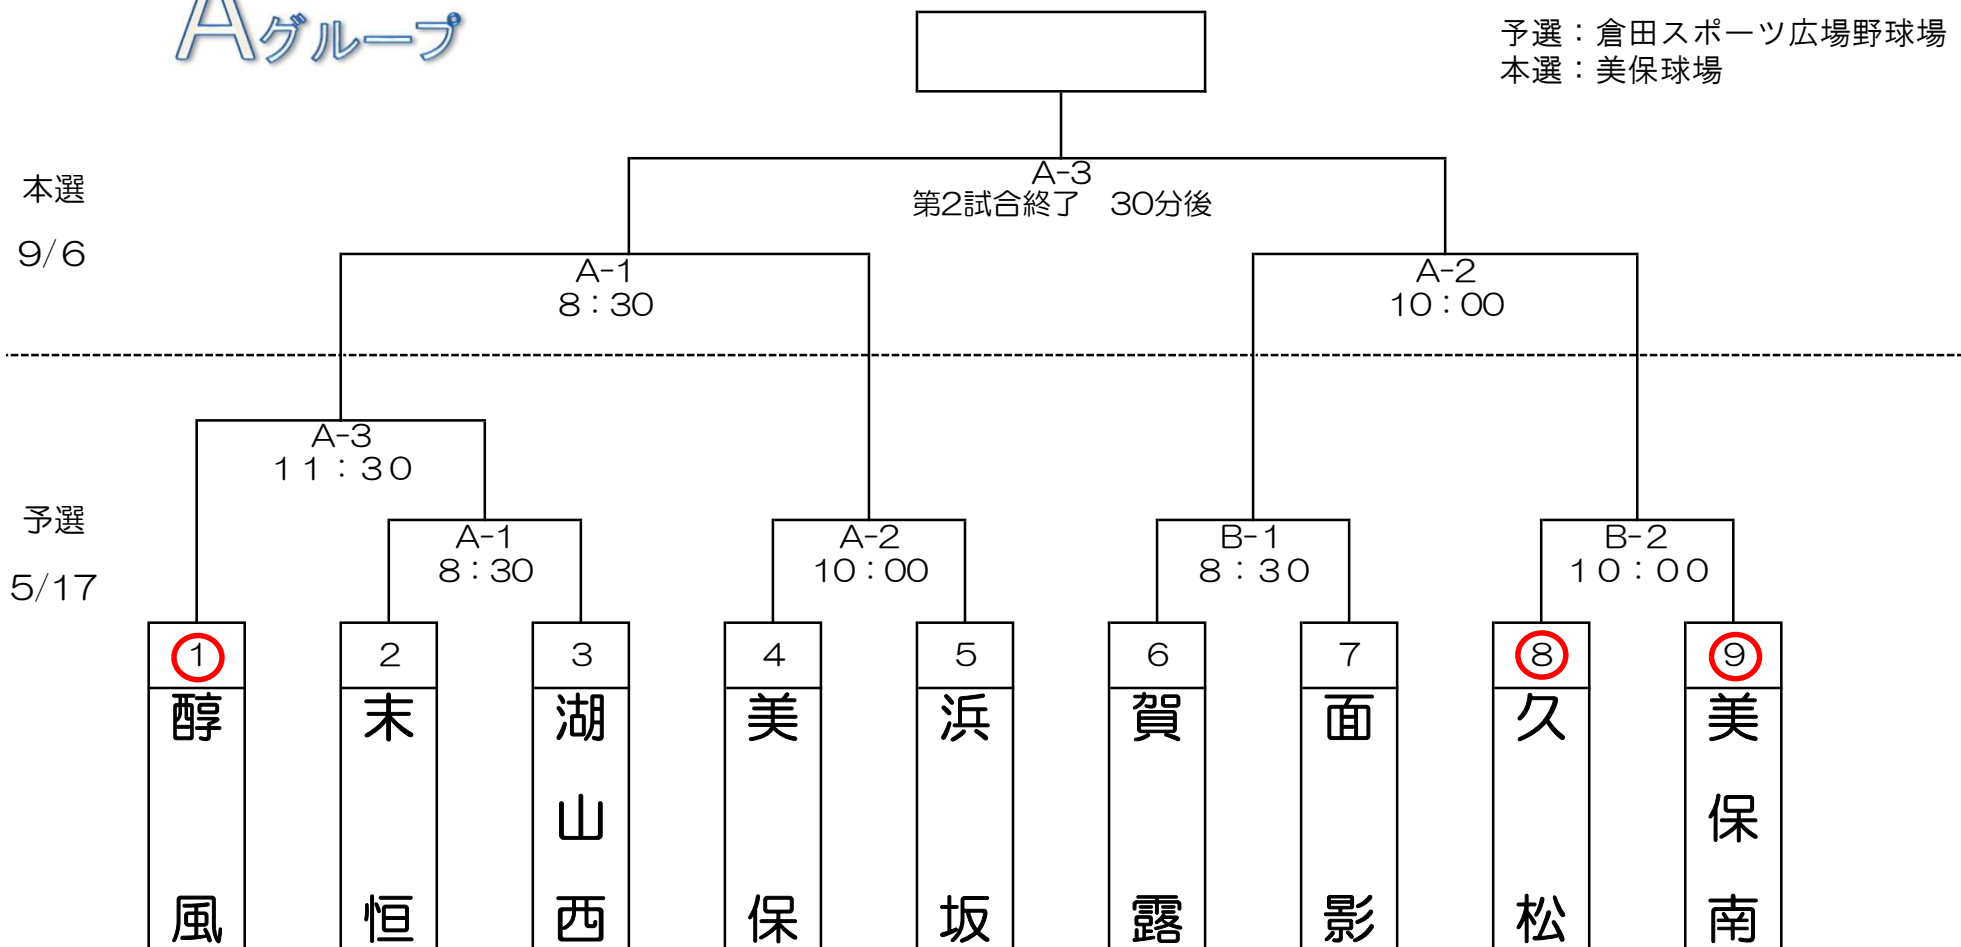 Aグループ
予選：倉田スポーツ広場野球場
本選：美保球場
A-3
第2試合終了　30分後
本選
9/6
A-1
8：30
A-2
10：00
A-3
11：30
予選
5/17
A-1
8：30
A-2
10：00
B-1
8：30
B-2
10：00
1
2
3
4
5
6
7
8
9
醇風
末恒
湖山西
美保
浜坂
賀露
面影
久松
美保南